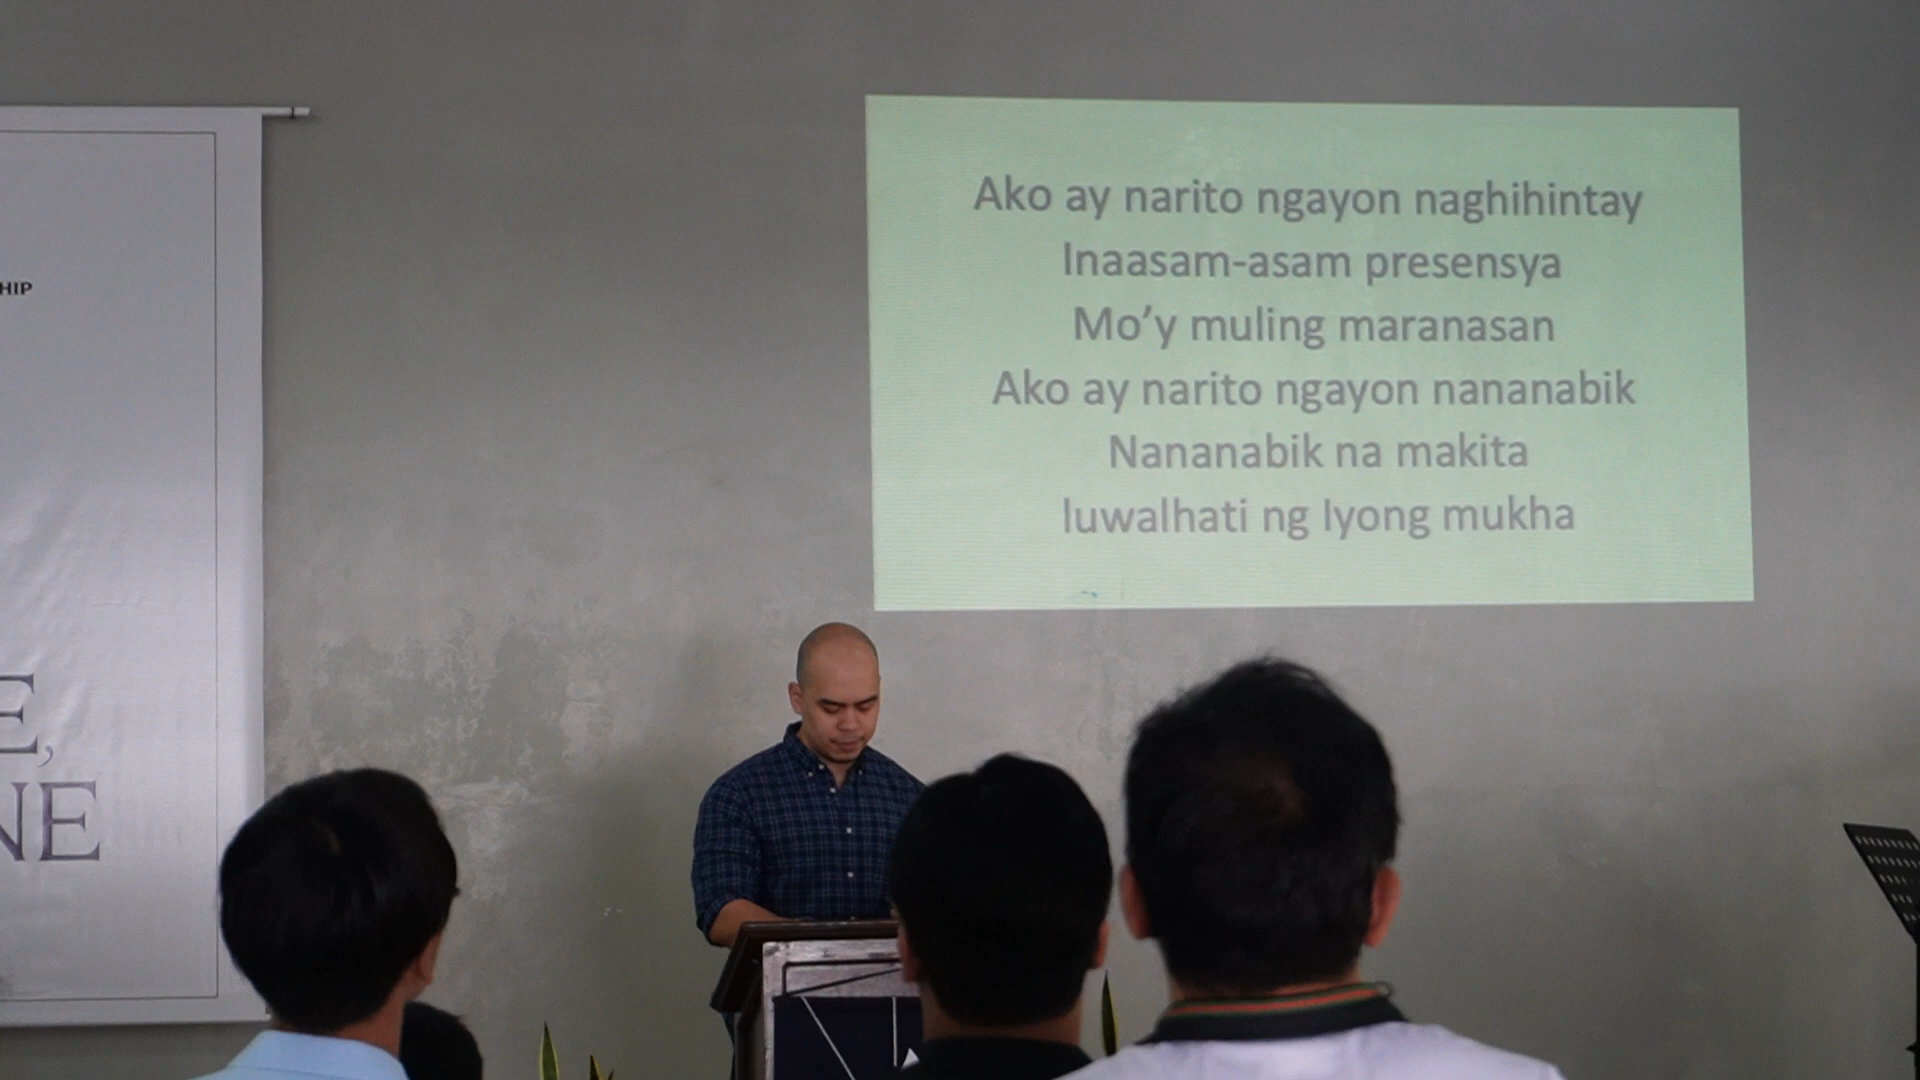 HIP
E,
NE
Ako ay narito ngayon naghihintay
Inaasam-asam presensya
Mo’y muling maranasan
Ako ay narito ngayon nananabik
Nananabik na makita
luwalhati ng Iyong mukha